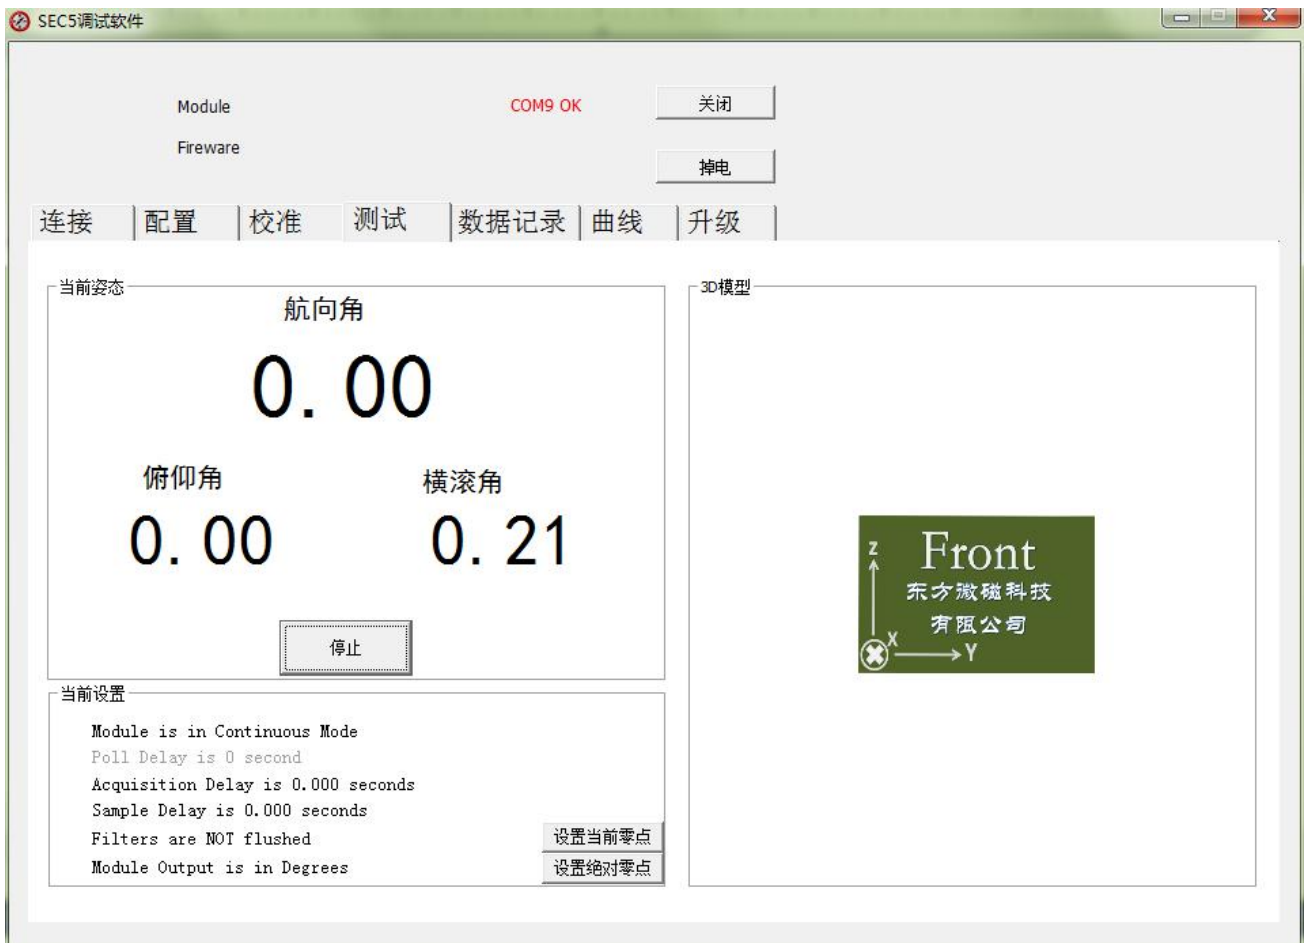 SEC5调试软件
Module
COM9 OK
关闭
Fireware
掉电
连接
配置
校准
测试
数据记录
曲线
升级
当前姿态
航向角
0.00
俯仰角
横滚角
0.00
0.21
停止
当前设置
Module is in Continuous Mode
Poll Delay is 0 second
Acquisition Delay is 0.000 seconds
Sample Delay is 0.000 seconds
Filters are NOT flushed
设置当前零点
Module Output is in Degrees
设置绝对零点
3D模型
Front
东方微磁科技
有限公司
Z
X
Y